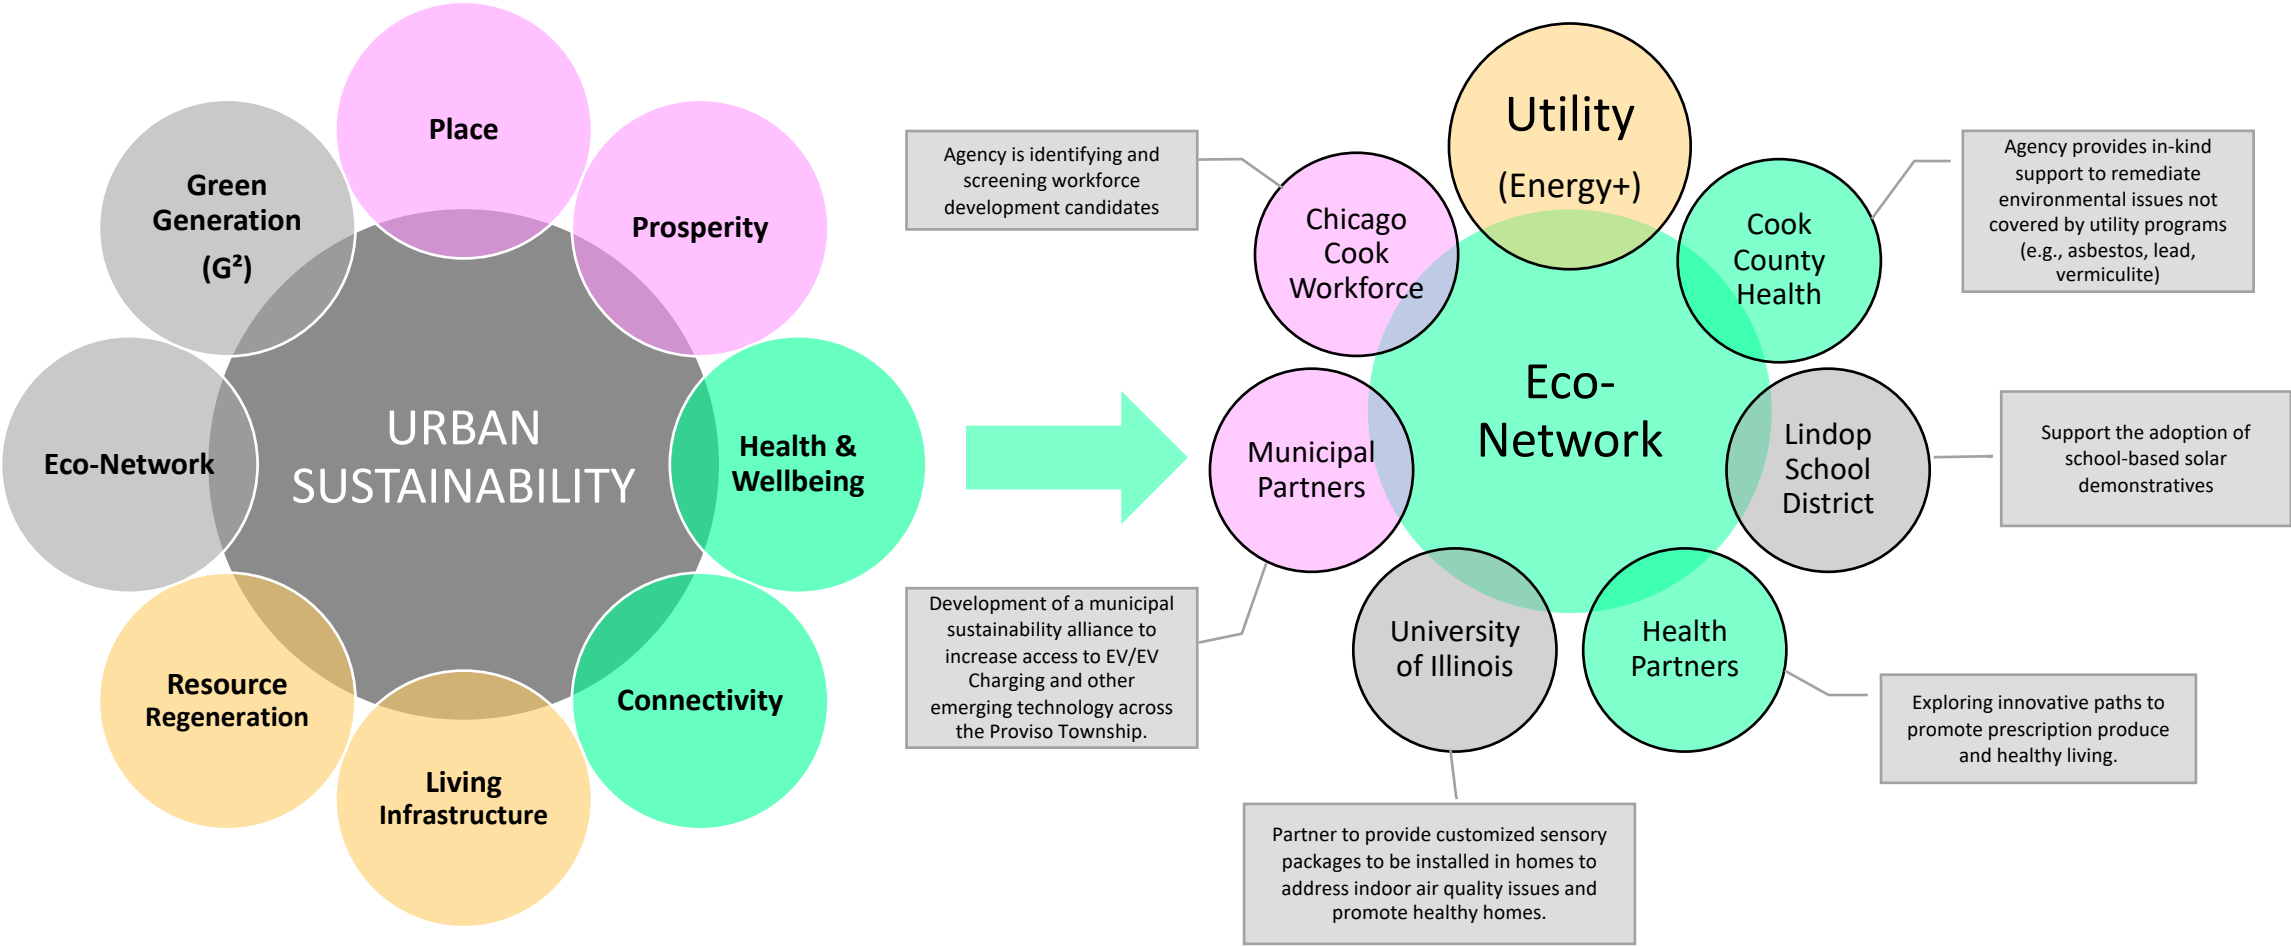 Place
Prosperity
Health &
Wellbeing
Connectivity
Living
Infrastructure
Resource
Regeneration
Eco-Network
Green
Generation
(G²)
URBAN
SUSTAINABILITY
Utility
(Energy+)
Cook
County
Health
Lindop
School
District
Health
Partners
University
of Illinois
Municipal
Partners
Chicago
Cook
Workforce
Eco-
Network
Agency is identifying and
screening workforce
development candidates
Agency provides in-kind
support to remediate
environmental issues not
covered by utility programs
(e.g., asbestos, lead,
vermiculite)
Support the adoption of
school-based solar
demonstratives
Exploring innovative paths to
promote prescription produce
and healthy living.
Partner to provide customized sensory
packages to be installed in homes to
address indoor air quality issues and
promote healthy homes.
Development of a municipal
sustainability alliance to
increase access to EV/EV
Charging and other
emerging technology across
the Proviso Township.